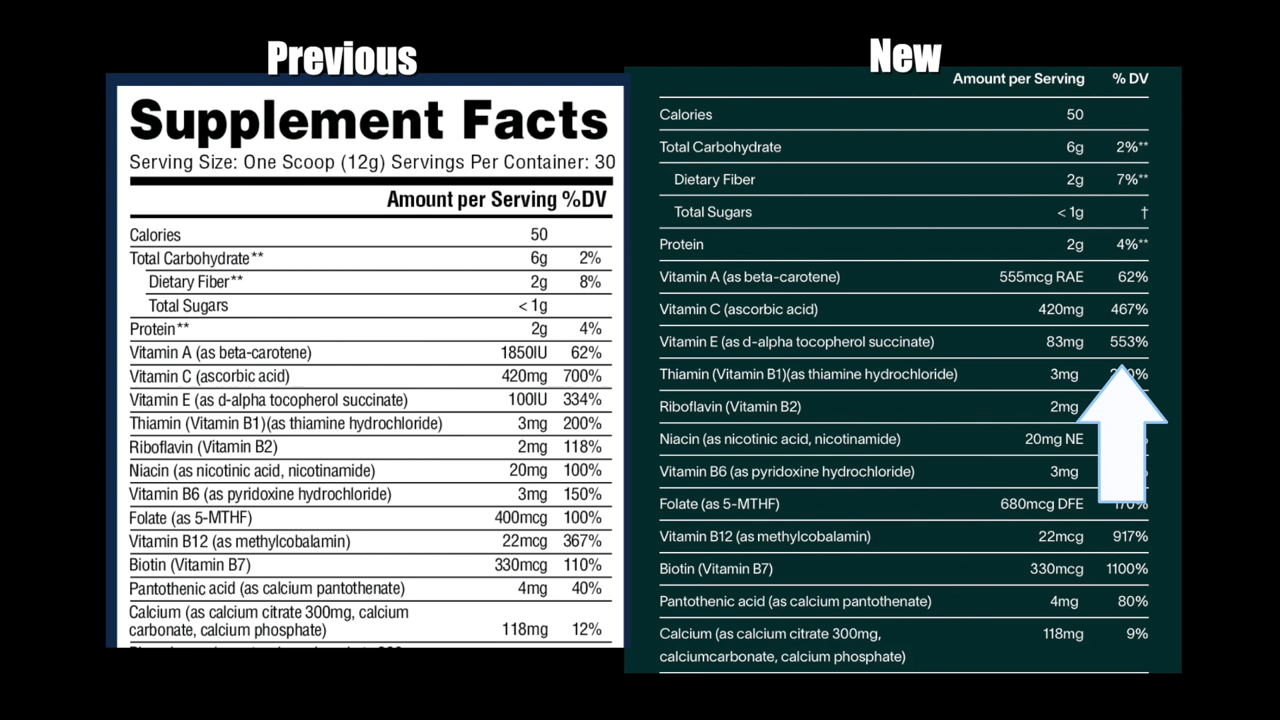 Previous
Supplement Facts
Serving Size: One Scoop (12g) Servings Per Container: 30
Amount per Serving %DV
Calories 50
Total Carbohydrate** 6g 2%
Dietary Fiber** 2g 8%
Total Sugars < 1g
Protein** 2g 4%
Vitamin A (as beta-carotene) 1850IU 62%
Vitamin C (ascorbic acid) 420mg 700%
Vitamin E (as d-alpha tocopherol succinate) 100IU 334%
Thiamin (Vitamin B1)(as thiamine hydrochloride) 3mg 200%
Riboflavin (Vitamin B2) 2mg 118%
Niacin (as nicotinic acid, nicotinamide) 20mg 100%
Vitamin B6 (as pyridoxine hydrochloride) 3mg 150%
Folate (as 5-MTHF) 400mcg 100%
Vitamin B12 (as methylcobalamin) 22mcg 367%
Biotin (Vitamin B7) 330mcg 110%
Pantothenic acid (as calcium pantothenate) 4mg 40%
Calcium (as calcium citrate 300mg, calcium
carbonate, calcium phosphate) 118mg 12%
New
Amount per Serving % DV
Calories 50
Total Carbohydrate 6g 2%**
Dietary Fiber 2g 7%**
Total Sugars < 1g †
Protein 2g 4%**
Vitamin A (as beta-carotene) 555mcg RAE 62%
Vitamin C (ascorbic acid) 420mg 467%
Vitamin E (as d-alpha tocopherol succinate) 83mg 553%
Thiamin (Vitamin B1)(as thiamine hydrochloride) 3mg
Riboflavin (Vitamin B2) 2mg
Niacin (as nicotinic acid, nicotinamide) 20mg NE
Vitamin B6 (as pyridoxine hydrochloride) 3mg
Folate (as 5-MTHF) 680mcg DFE 170%
Vitamin B12 (as methylcobalamin) 22mcg 917%
Biotin (Vitamin B7) 330mcg 1100%
Pantothenic acid (as calcium pantothenate) 4mg 80%
Calcium (as calcium citrate 300mg, 118mg 9%
calciumcarbonate, calcium phosphate)